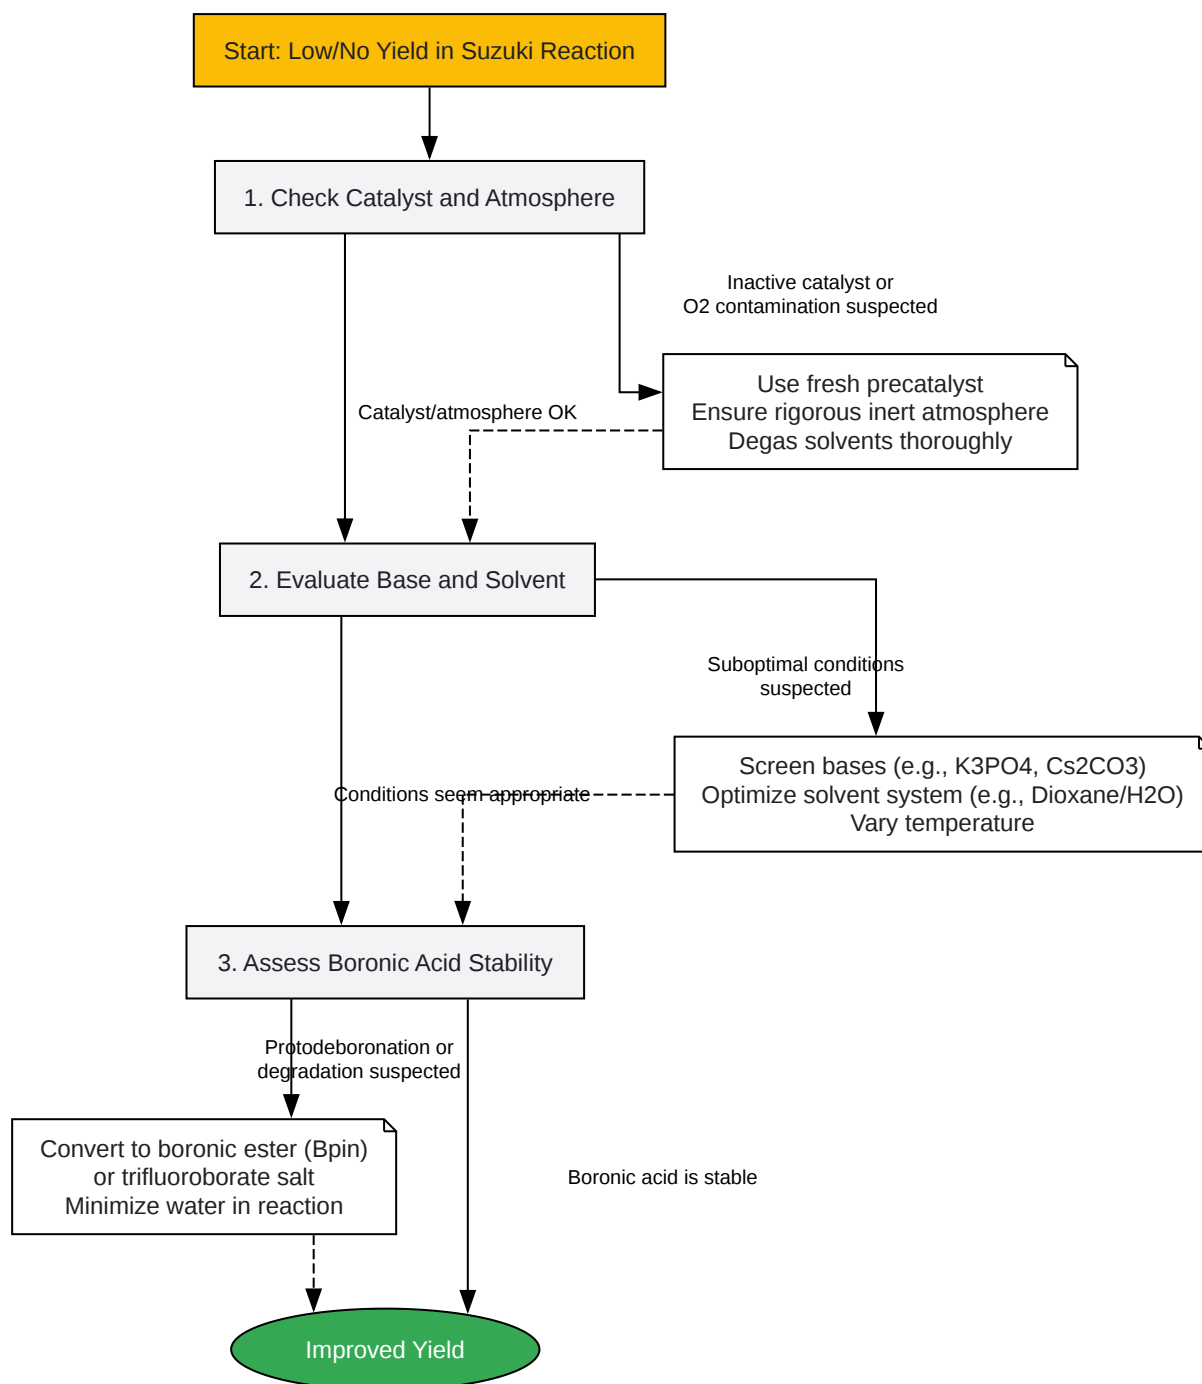 Start: Low/No Yield in Suzuki Reaction
1. Check Catalyst and Atmosphere
Inactive catalyst or
O2 contamination suspected
Use fresh precatalyst
Ensure rigorous inert atmosphere
Degas solvents thoroughly
Catalyst/atmosphere OK
2. Evaluate Base and Solvent
Suboptimal conditions
suspected
Screen bases (e.g., K3PO4, Cs2CO3)
Optimize solvent system (e.g., Dioxane/H2O)
Vary temperature
Conditions seem appropriate
3. Assess Boronic Acid Stability
Protodeboronation or
degradation suspected
Convert to boronic ester (Bpin)
or trifluoroborate salt
Minimize water in reaction
Boronic acid is stable
Improved Yield